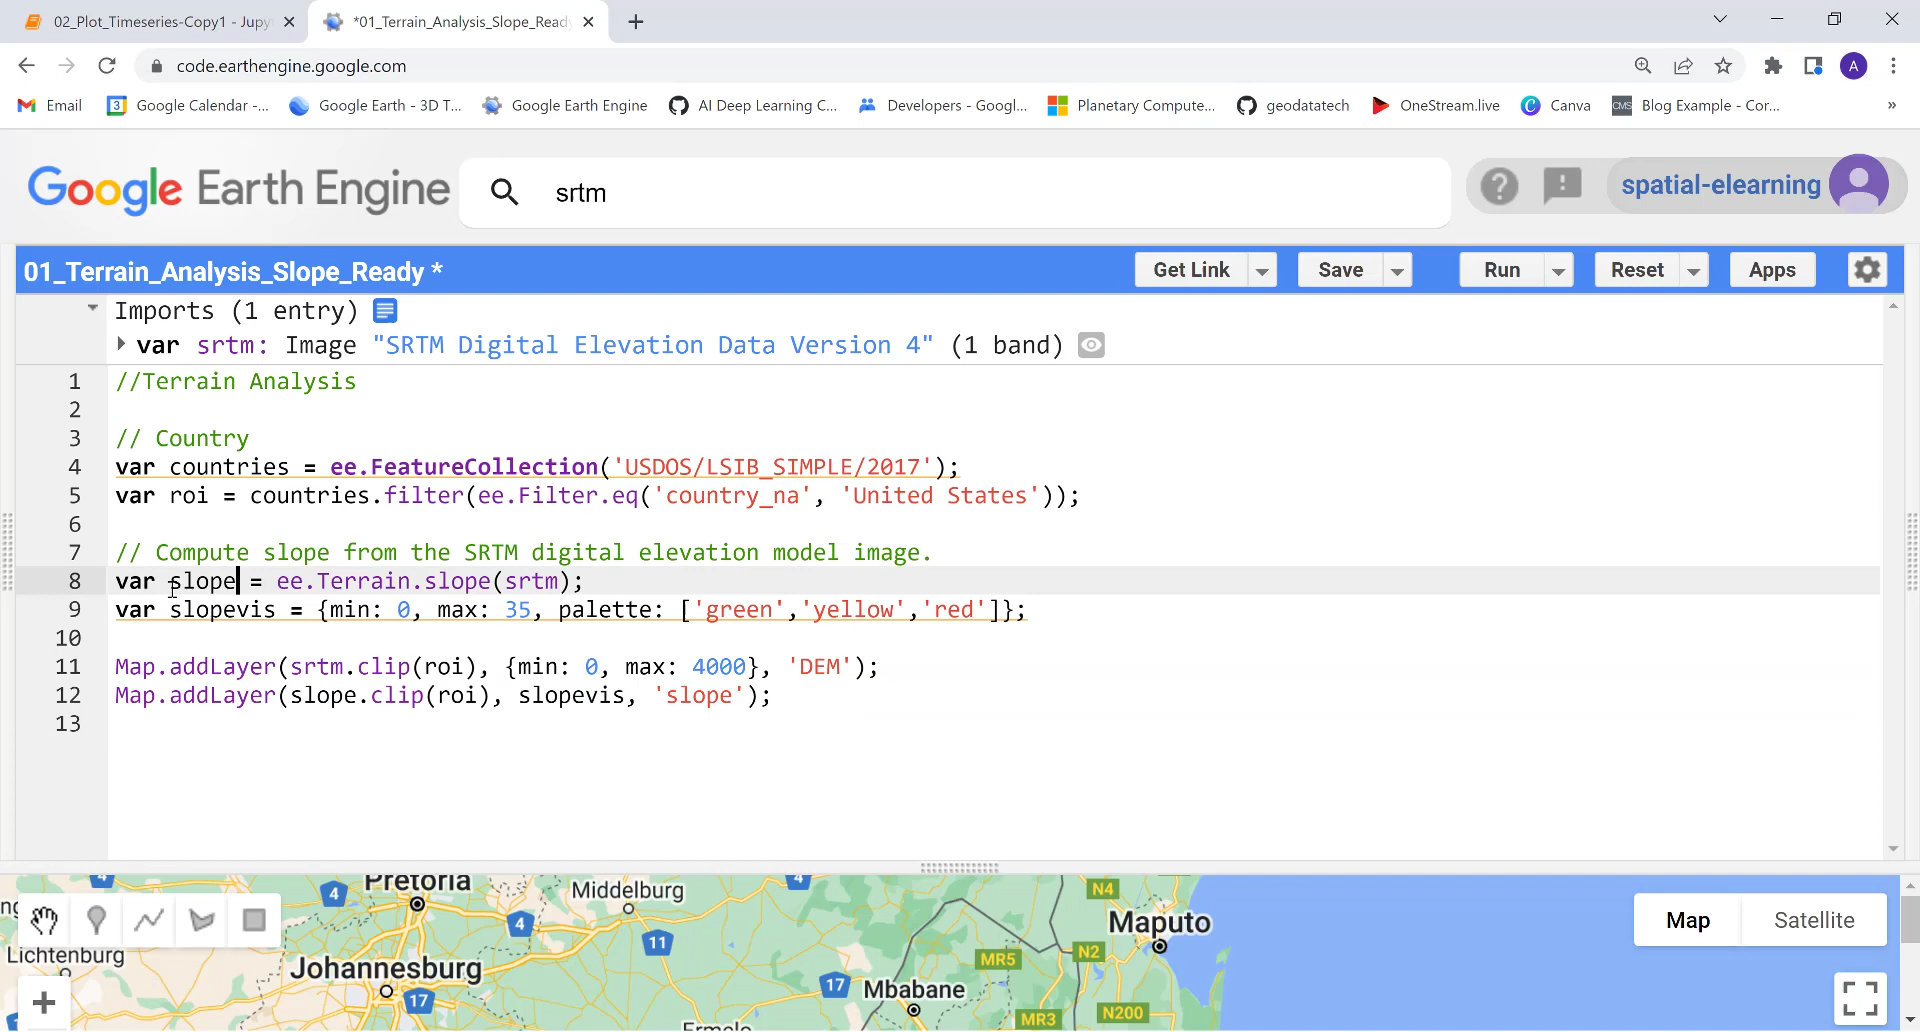 02_Plot_Timeseries-Copy1 - Jupy
*01_Terrain_Analysis_Slope_Read
code.earthengine.google.com
A
Email
3
Google Calendar -...
Google Earth - 3D T...
Google Earth Engine
AI Deep Learning C...
Developers - Googl...
Planetary Compute...
geodatatech
OneStream.live
Canva
CMS
Blog Example - Cor...
»
Google Earth Engine
srtm
spatial-elearning
01_Terrain_Analysis_Slope_Ready *
Get Link
Save
Run
Reset
Apps
Imports (1 entry)
var srtm: Image "SRTM Digital Elevation Data Version 4" (1 band)
1 //Terrain Analysis
2
3 // Country
4 var countries = ee.FeatureCollection('USDOS/LSIB_SIMPLE/2017');
5 var roi = countries.filter(ee.Filter.eq('country_na', 'United States'));
6
7 // Compute slope from the SRTM digital elevation model image.
8 var slope = ee.Terrain.slope(srtm);
9 var slopevis = {min: 0, max: 35, palette: ['green','yellow','red']};
10
11 Map.addLayer(srtm.clip(roi), {min: 0, max: 4000}, 'DEM');
12 Map.addLayer(slope.clip(roi), slopevis, 'slope');
13
Pretoria
Middelburg
4
4
4
4
N4
Maputo
Map
Satellite
11
N2
Lichtenburg
Johannesburg
MR5
17
17
Mbabane
MR3
N200
Ermelo
+